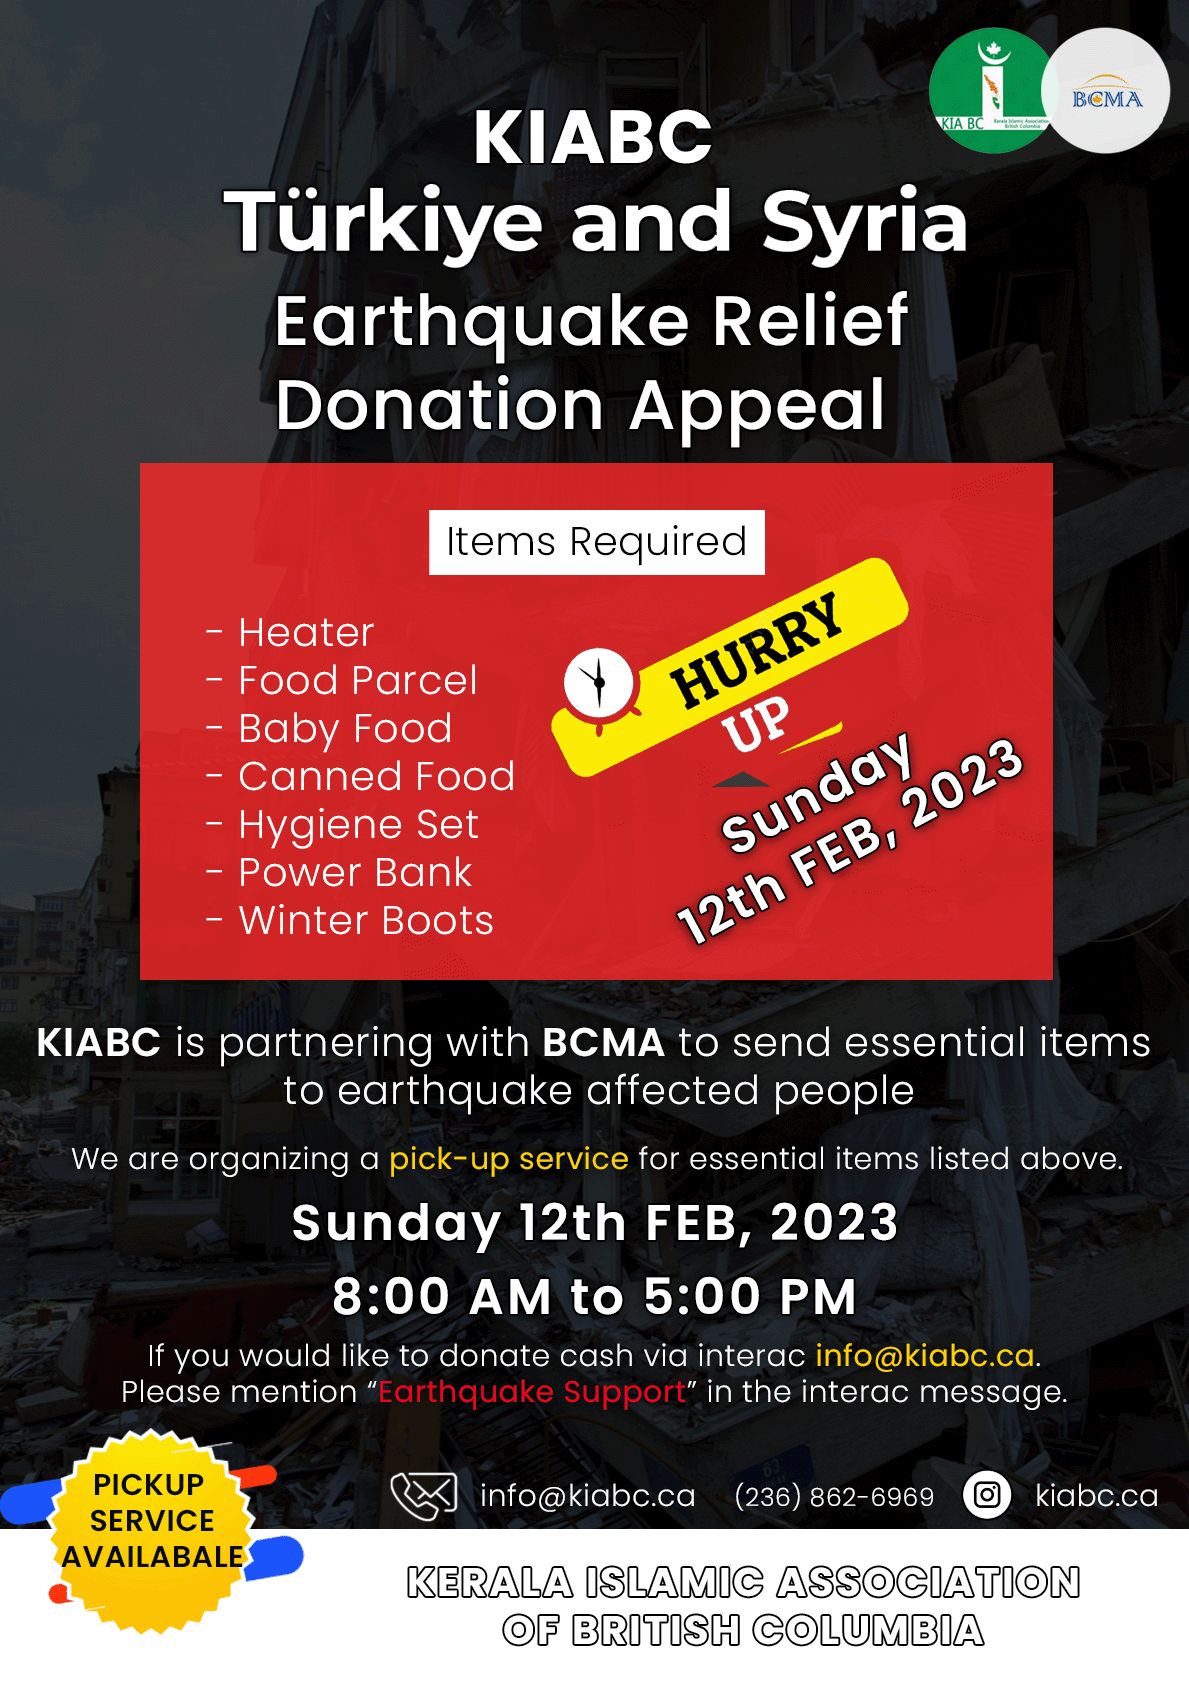 KIA BC
Kerala Islamic Association
British Columbia
BCMA
KIABC
Türkiye and Syria
Earthquake Relief
Donation Appeal
Items Required
- Heater
- Food Parcel
- Baby Food
- Canned Food
- Hygiene Set
- Power Bank
- Winter Boots
HURRY
UP
Sunday
12th FEB, 2023
KIABC is partnering with BCMA to send essential items
to earthquake affected people
We are organizing a pick-up service for essential items listed above.
Sunday 12th FEB, 2023
8:00 AM to 5:00 PM
If you would like to donate cash via interac info@kiabc.ca.
Please mention “Earthquake Support” in the interac message.
PICKUP
SERVICE
AVAILABALE
info@kiabc.ca (236) 862-6969 kiabc.ca
KERALA ISLAMIC ASSOCIATION
OF BRITISH COLUMBIA